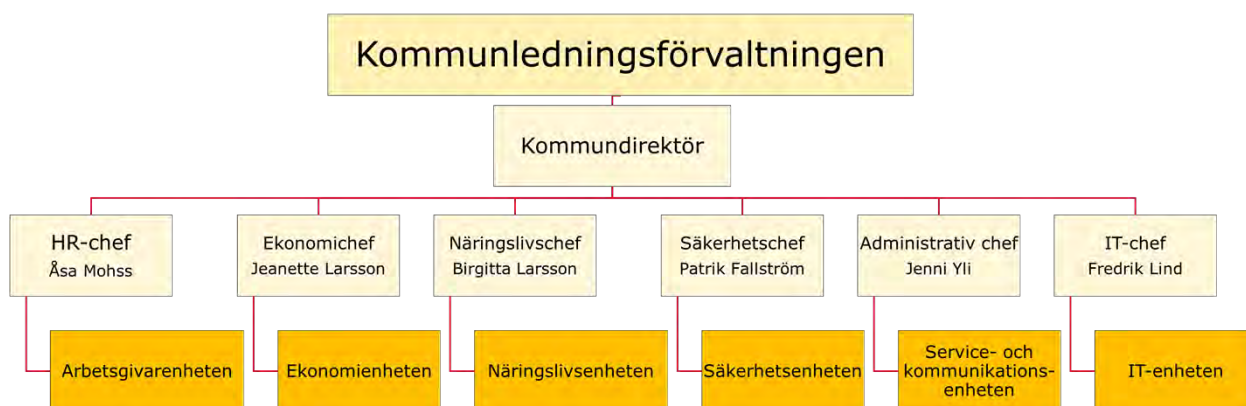 Kommunledningsförvaltningen
Kommundirektör
HR-chef
Åsa Mohss
Ekonomichef
Jeanette Larsson
Näringslivschef
Birgitta Larsson
Säkerhetschef
Patrik Fallström
Administrativ chef
Jenni Yli
IT-chef
Fredrik Lind
Arbetsgivarenheten
Ekonomienheten
Näringslivsenheten
Säkerhetsenheten
Service- och
kommunikations-
enheten
IT-enheten